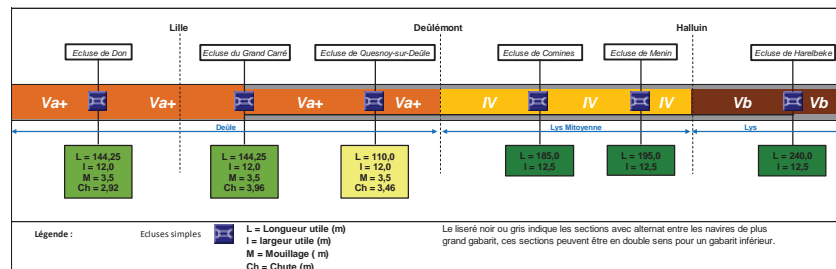 Lille
Deûlémont
Halluin
Ecluse de Don
Ecluse du Grand Carré
Ecluse de Quesnoy-sur-Deûle
Ecluse de Comines
Ecluse de Menin
Ecluse de Harelbeke
Va+
Va+
Va+
Va+
IV
IV
IV
Vb
Vb
Deûle
Lys Mitoyenne
Lys
L = 144,25
l = 12,0
M = 3,5
Ch = 2,92
L = 144,25
l = 12,0
M = 3,5
Ch = 3,96
L = 110,0
l = 12,0
M = 3,5
Ch = 3,46
L = 185,0
l = 12,5
L = 195,0
l = 12,5
L = 240,0
l = 12,5
Légende :
Ecluses simples
L = Longueur utile (m)
l = largeur utile (m)
M = Mouillage ( m)
Ch = Chute (m)
Le liseré noir ou gris indique les sections avec alternat entre les navires de plus
grand gabarit, ces sections peuvent être en double sens pour un gabarit inférieur.